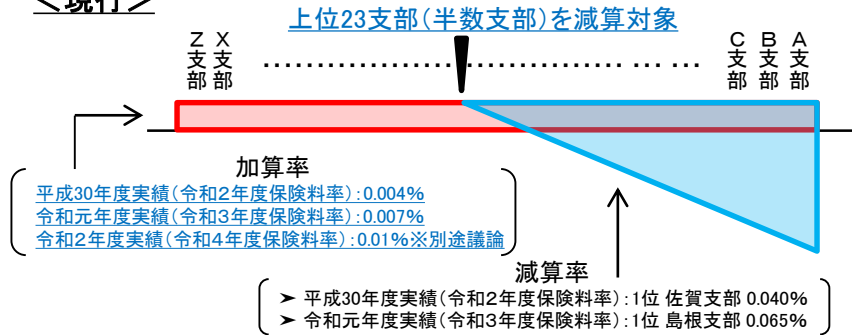 ＜現行＞
上位23支部(半数支部)を減算対象
Z支部
X支部
C支部
B支部
A支部
加算率
平成30年度実績(令和2年度保険料率):0.004%
令和元年度実績(令和3年度保険料率):0.007%
令和2年度実績(令和4年度保険料率):0.01%※別途議論
減算率
➤ 平成30年度実績(令和2年度保険料率):1位 佐賀支部 0.040%
➤ 令和元年度実績(令和3年度保険料率):1位 島根支部 0.065%